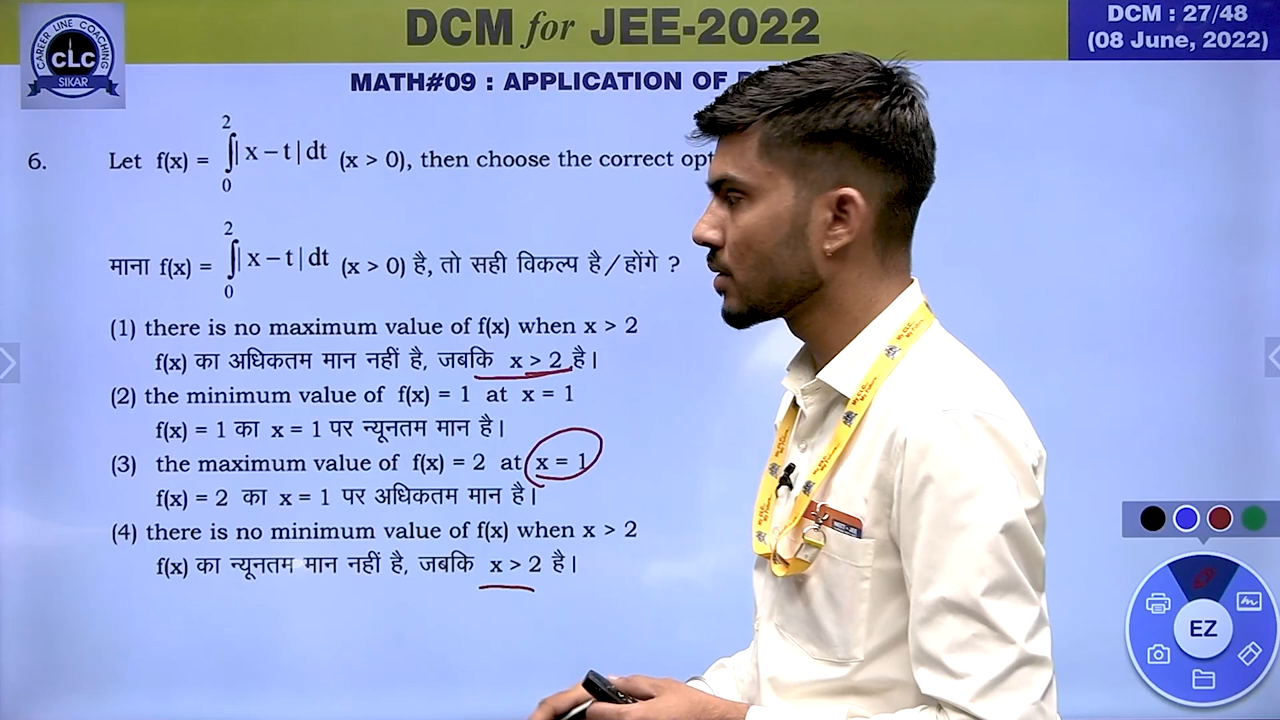 DCM for JEE-2022
DCM : 27/48
(08 June, 2022)
CAREER LINE COACHING
CLC
SIKAR
MATH#09 : APPLICATION OF
6. Let f(x) = ∫₀² | x – t | dt (x > 0), then choose the correct
माना f(x) = ∫₀² | x – t | dt (x > 0) है, तो सही विकल्प है/होंगे ?
(1) there is no maximum value of f(x) when x > 2
f(x) का अधिकतम मान नहीं है, जबकि x > 2 है।
(2) the minimum value of f(x) = 1 at x = 1
f(x) = 1 का x = 1 पर न्यूनतम मान है।
(3) the maximum value of f(x) = 2 at x = 1
f(x) = 2 का x = 1 पर अधिकतम मान है।
(4) there is no minimum value of f(x) when x > 2
f(x) का न्यूनतम मान नहीं है, जबकि x > 2 है।
EZ